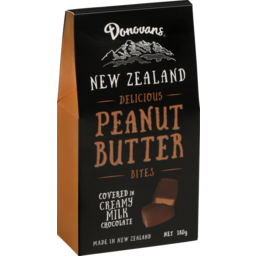 Donovans
NEW ZEALAND
DELICIOUS
PEANUT
BUTTER
BITES
COVERED IN
CREAMY
MILK
CHOCOLATE
MADE IN NEW ZEALAND
NET 180g